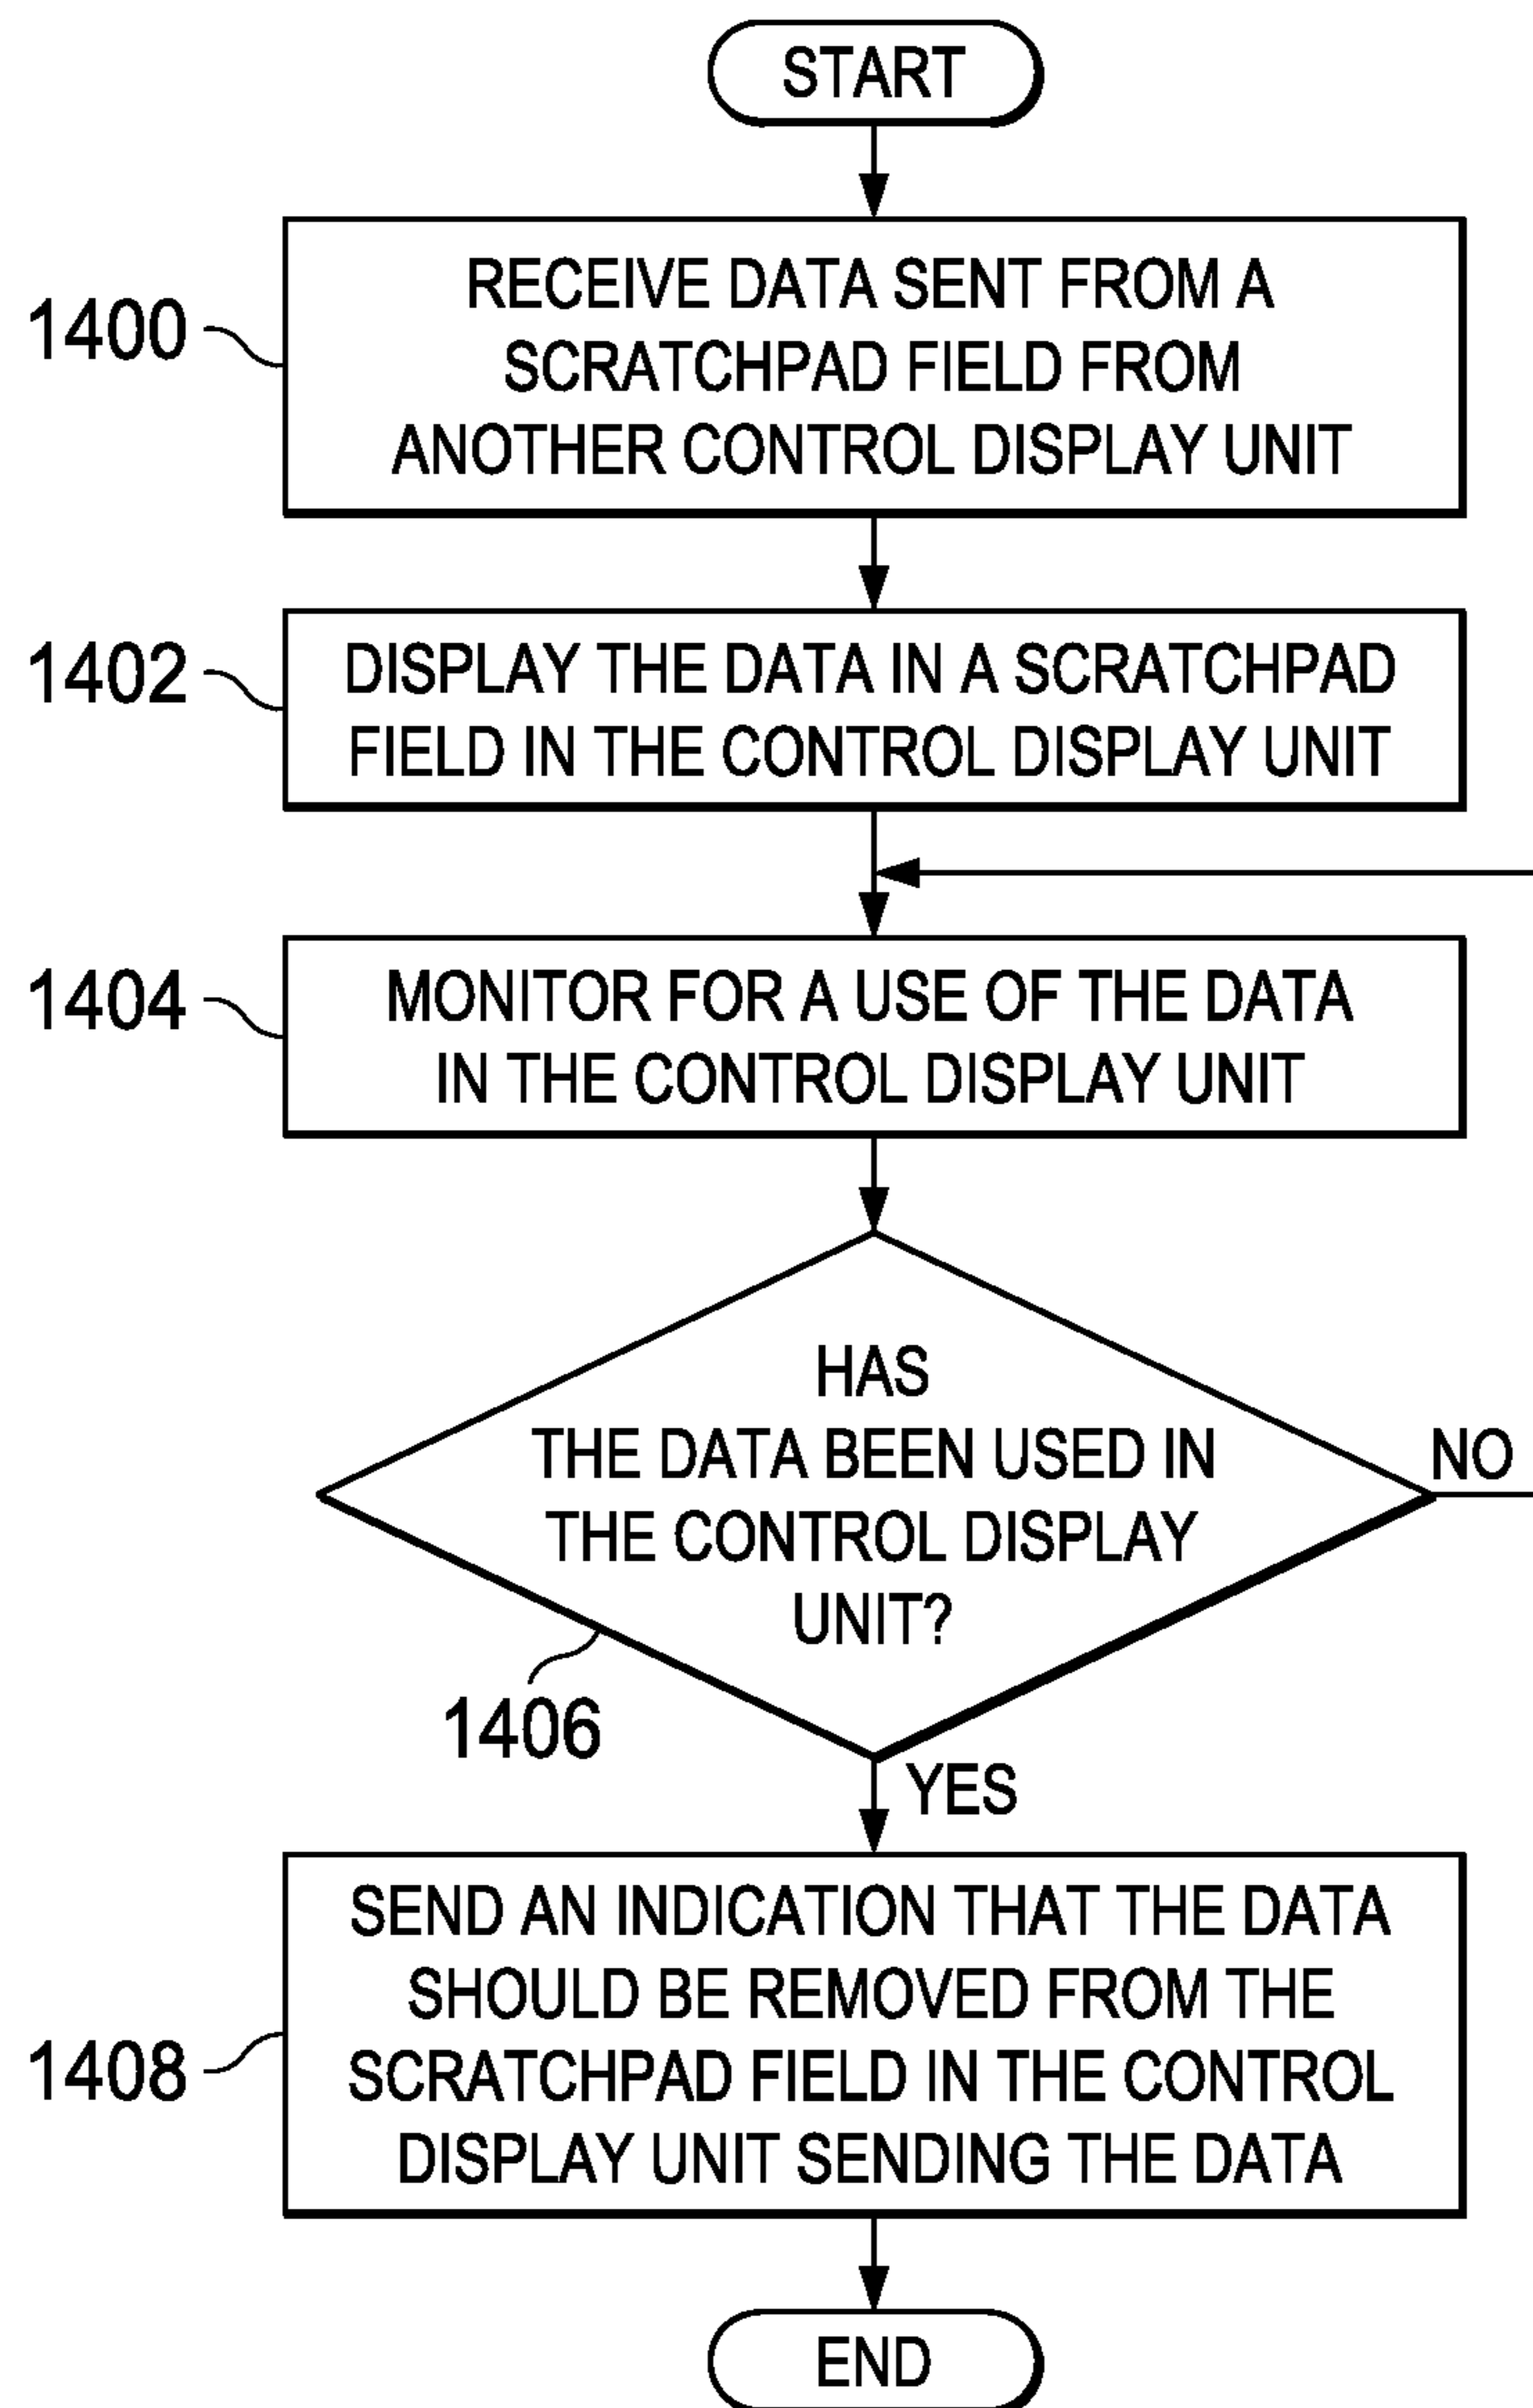 START
1400
RECEIVE DATA SENT FROM A
SCRATCHPAD FIELD FROM
ANOTHER CONTROL DISPLAY UNIT
1402
DISPLAY THE DATA IN A SCRATCHPAD
FIELD IN THE CONTROL DISPLAY UNIT
1404
MONITOR FOR A USE OF THE DATA
IN THE CONTROL DISPLAY UNIT
HAS
THE DATA BEEN USED IN
THE CONTROL DISPLAY
UNIT?
NO
1406
YES
1408
SEND AN INDICATION THAT THE DATA
SHOULD BE REMOVED FROM THE
SCRATCHPAD FIELD IN THE CONTROL
DISPLAY UNIT SENDING THE DATA
END